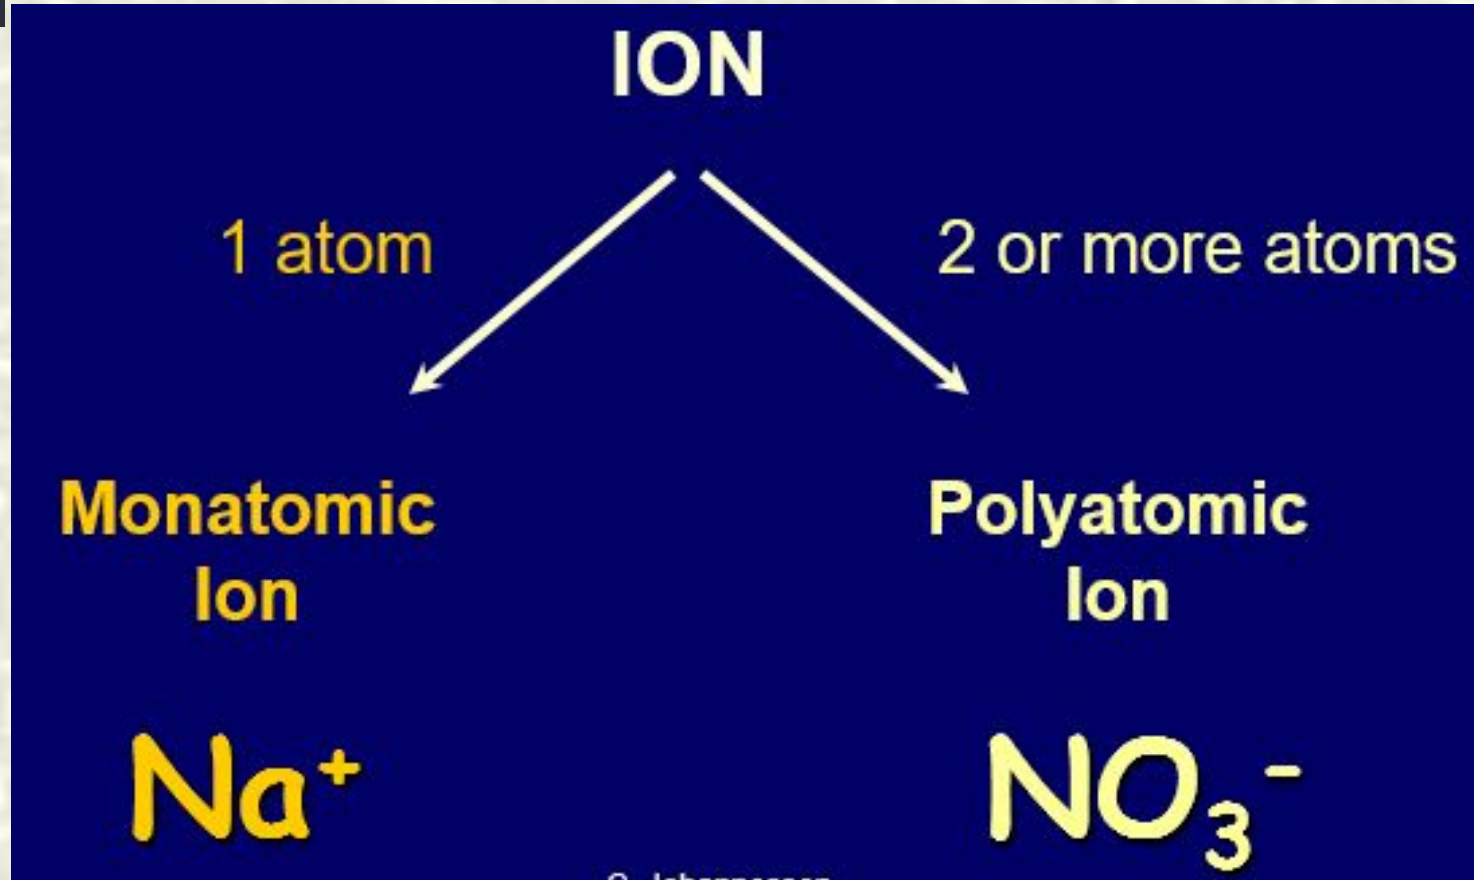 ION
1 atom
2 or more atoms
Monatomic
Ion
Polyatomic
Ion
Na⁺
NO₃⁻